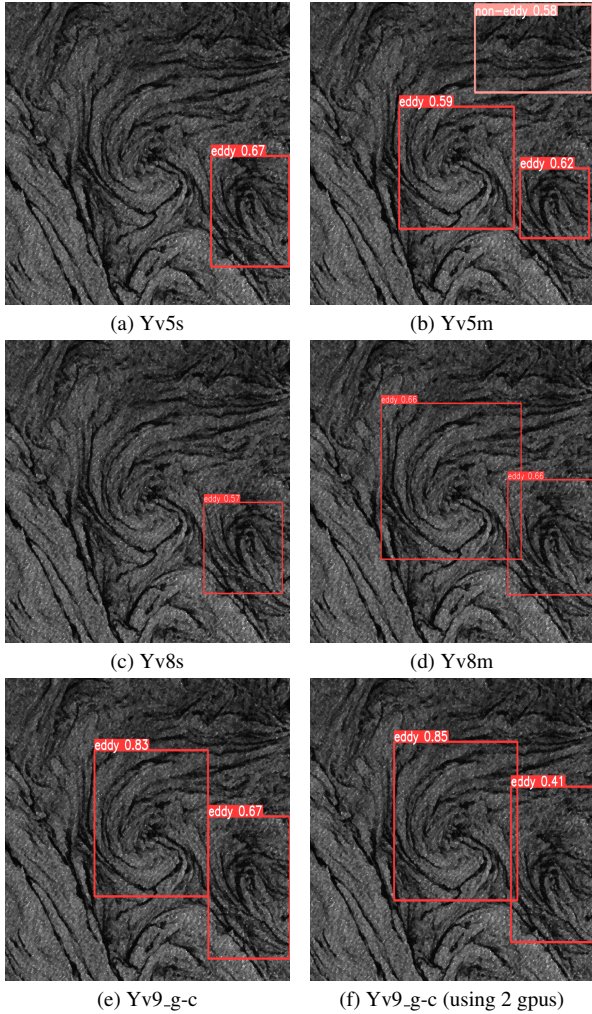 eddy 0.67
(a) Yv5s
non-eddy 0.58
eddy 0.59
eddy 0.62
(b) Yv5m
eddy 0.57
(c) Yv8s
eddy 0.66
eddy 0.66
(d) Yv8m
eddy 0.83
eddy 0.67
(e) Yv9_g-c
eddy 0.85
eddy 0.41
(f) Yv9_g-c (using 2 gpus)